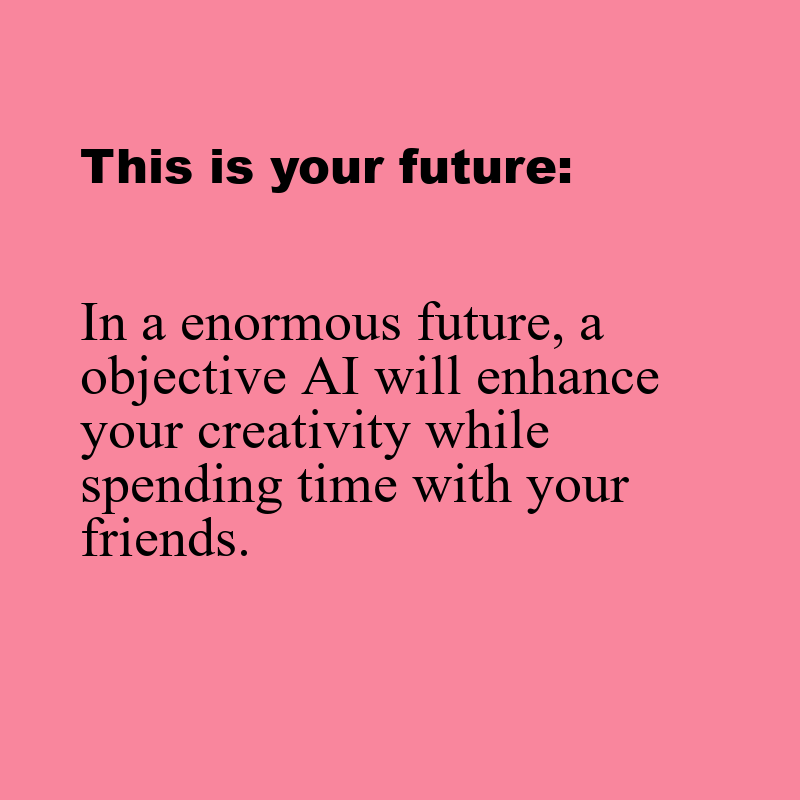 This is your future:
In a enormous future, a
objective AI will enhance
your creativity while
spending time with your
friends.